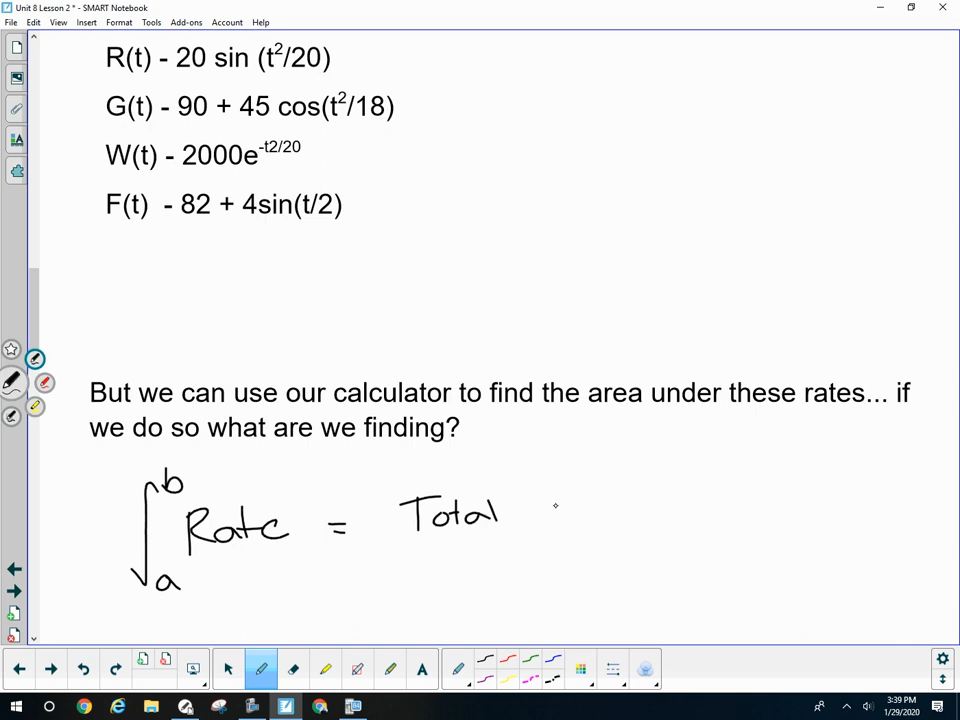 Unit 8 Lesson 2 * - SMART Notebook
File Edit View Insert Format Tools Add-ons Account Help
R(t) - 20 sin (t²/20)
G(t) - 90 + 45 cos(t²/18)
W(t) - 2000e^-t2/20
F(t) - 82 + 4sin(t/2)
But we can use our calculator to find the area under these rates... if
we do so what are we finding?
∫ₐᵇ Rate = Total
A
3:39 PM
1/29/2020